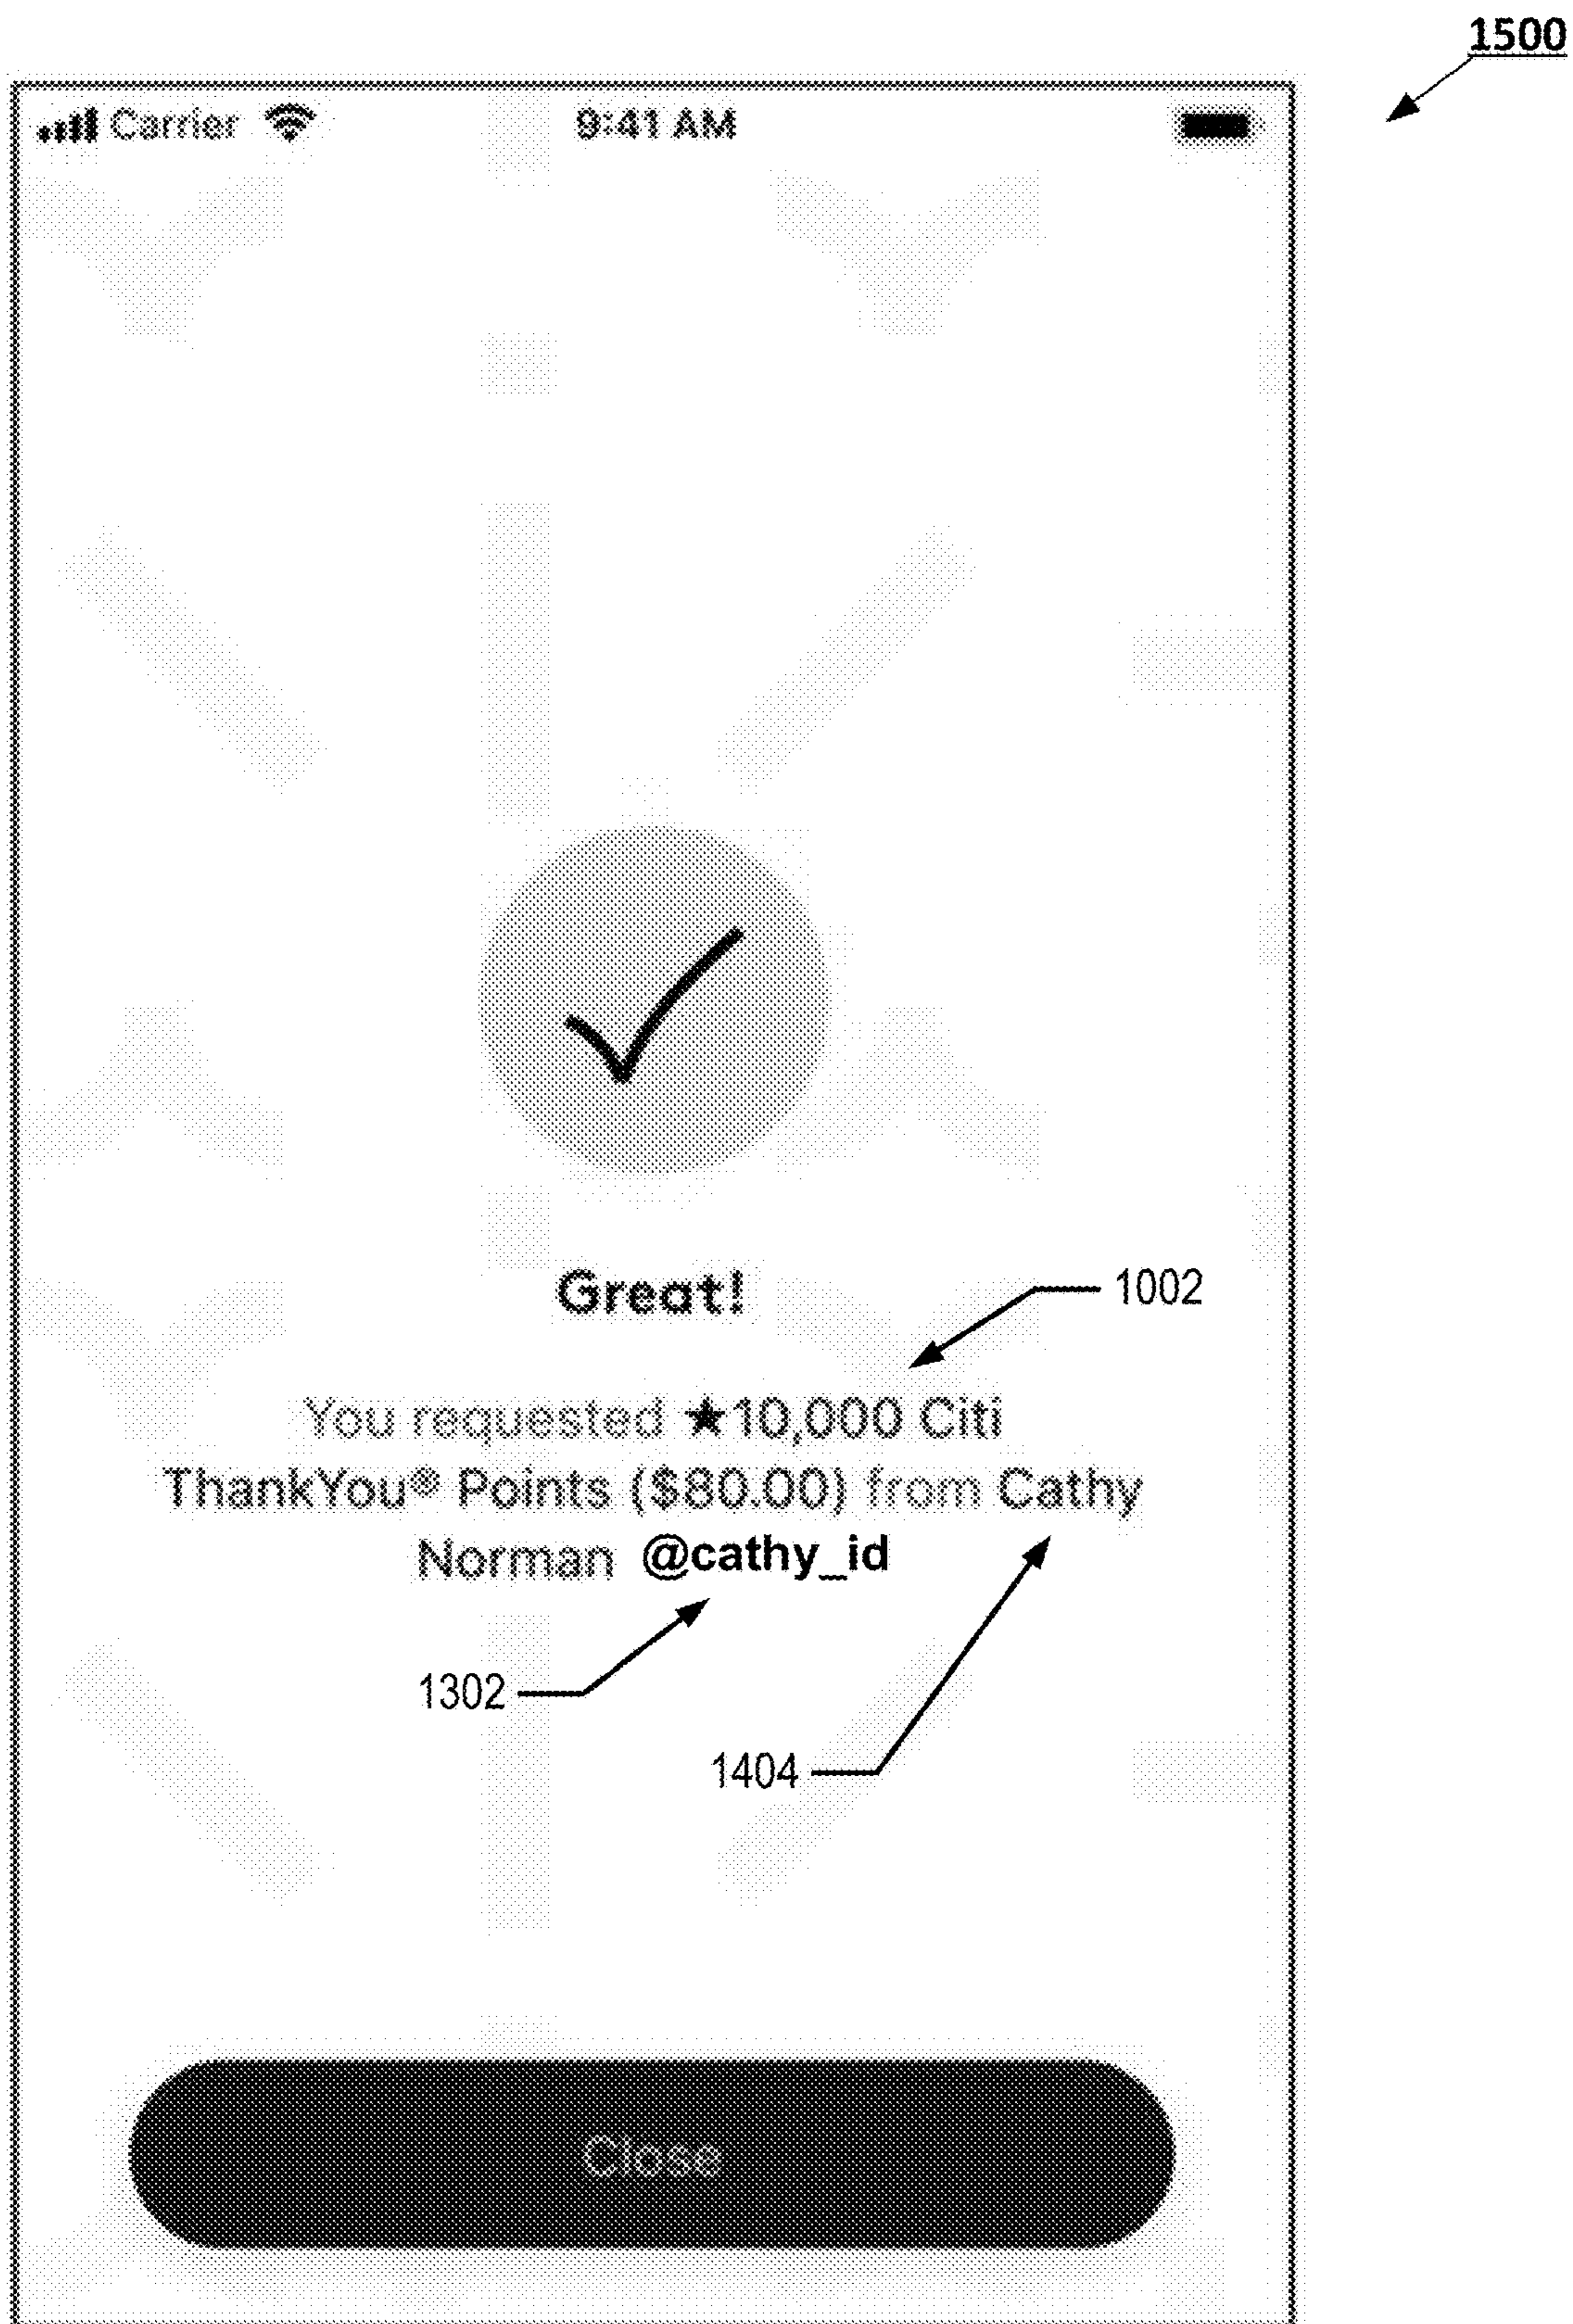 1500
Carrier 9:41 AM
Great!
1002
You requested ★10,000 Citi
ThankYou® Points ($80.00) from Cathy
Norman @cathy_id
1302
1404
Close